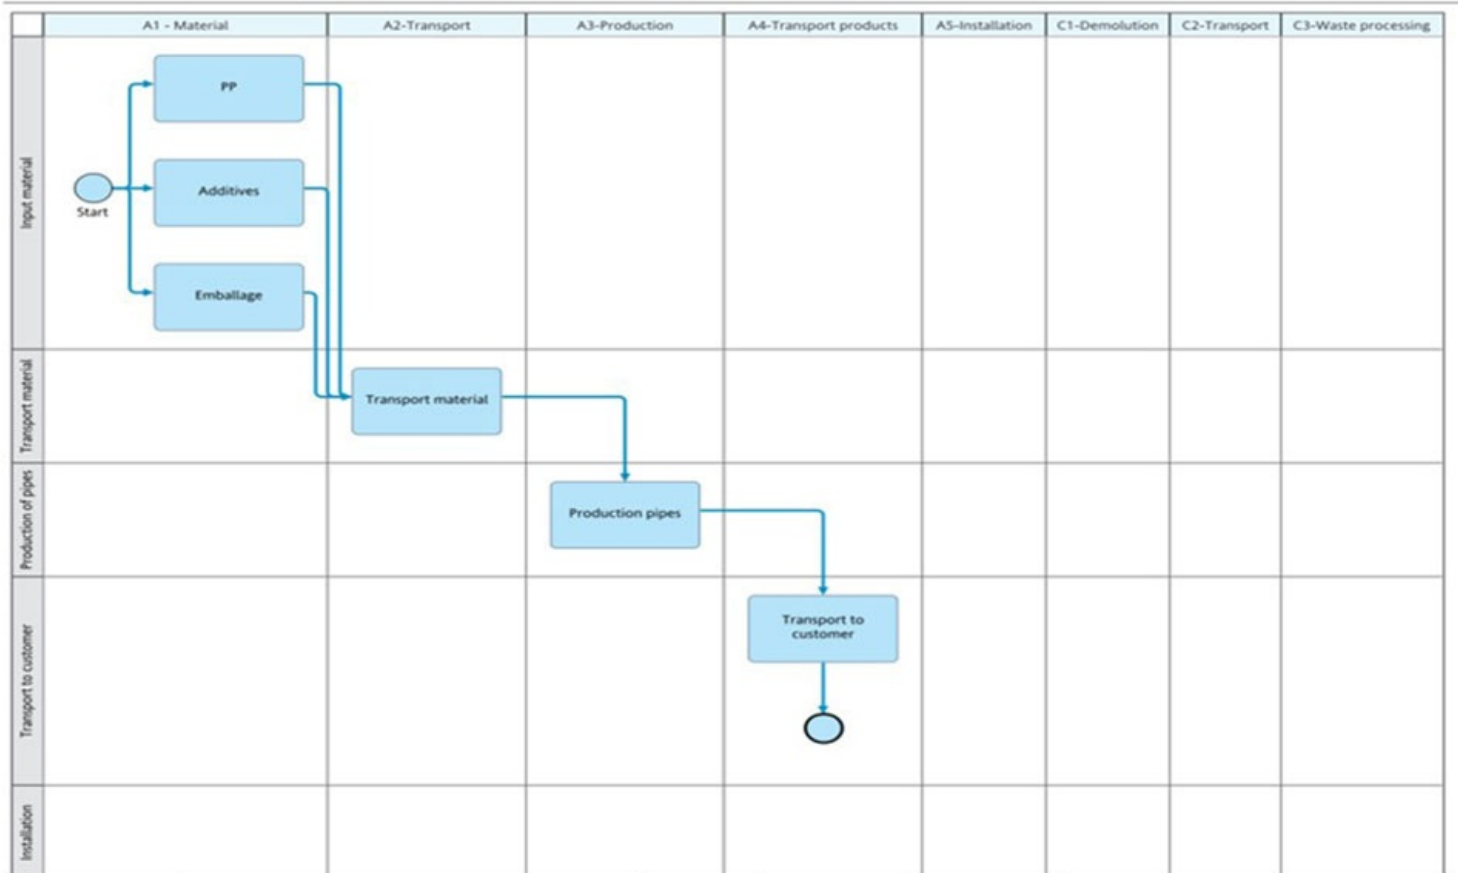 A1 - Material
A2-Transport
A3-Production
A4-Transport products
A5-Installation
C1-Demolution
C2-Transport
C3-Waste processing
Input material
PP
Start
Additives
Emballage
Transport material
Transport material
Production of pipes
Production pipes
Transport to customer
Transport to
customer
Installation